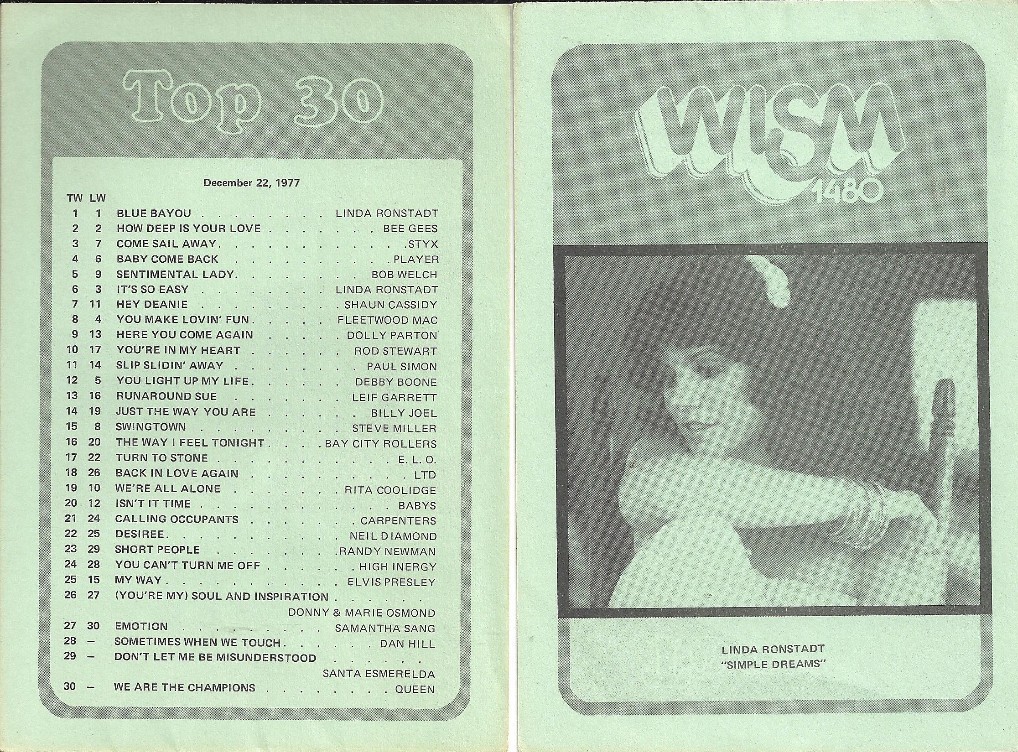 Top 30
December 22, 1977
TW LW
1 1 BLUE BAYOU . . . . . . . . LINDA RONSTADT
2 2 HOW DEEP IS YOUR LOVE . . . . . . . BEE GEES
3 7 COME SAIL AWAY. . . . . . . . . . .STYX
4 6 BABY COME BACK . . . . . . . . . PLAYER
5 9 SENTIMENTAL LADY. . . . . . . . BOB WELCH
6 3 IT'S SO EASY . . . . . . . . LINDA RONSTADT
7 11 HEY DEANIE . . . . . . . . SHAUN CASSIDY
8 4 YOU MAKE LOVIN' FUN. . . . . FLEETWOOD MAC
9 13 HERE YOU COME AGAIN . . . . . DOLLY PARTON
10 17 YOU'RE IN MY HEART . . . . . . ROD STEWART
11 14 SLIP SLIDIN' AWAY . . . . . . . PAUL SIMON
12 5 YOU LIGHT UP MY LIFE. . . . . . DEBBY BOONE
13 16 RUNAROUND SUE . . . . . . . LEIF GARRETT
14 19 JUST THE WAY YOU ARE . . . . . . BILLY JOEL
15 8 SWINGTOWN . . . . . . . . STEVE MILLER
16 20 THE WAY I FEEL TONIGHT . . . . BAY CITY ROLLERS
17 22 TURN TO STONE . . . . . . . . . . E. L. O.
18 26 BACK IN LOVE AGAIN . . . . . . . . . . LTD
19 10 WE'RE ALL ALONE . . . . . . . RITA COOLIDGE
20 12 ISN'T IT TIME . . . . . . . . . . BABYS
21 24 CALLING OCCUPANTS . . . . . . . CARPENTERS
22 25 DESIREE. . . . . . . . . . NEIL DIAMOND
23 29 SHORT PEOPLE . . . . . . . .RANDY NEWMAN
24 28 YOU CAN'T TURN ME OFF . . . . . . HIGH INERGY
25 15 MY WAY . . . . . . . . . . ELVIS PRESLEY
26 27 (YOU'RE MY) SOUL AND INSPIRATION . . . . . .
DONNY & MARIE OSMOND
27 30 EMOTION . . . . . . . . . SAMANTHA SANG
28 – SOMETIMES WHEN WE TOUCH. . . . . . DAN HILL
29 – DON'T LET ME BE MISUNDERSTOOD . . . . . .
SANTA ESMERELDA
30 – WE ARE THE CHAMPIONS . . . . . . . . QUEEN
WISM
1480
LINDA RONSTADT
"SIMPLE DREAMS"